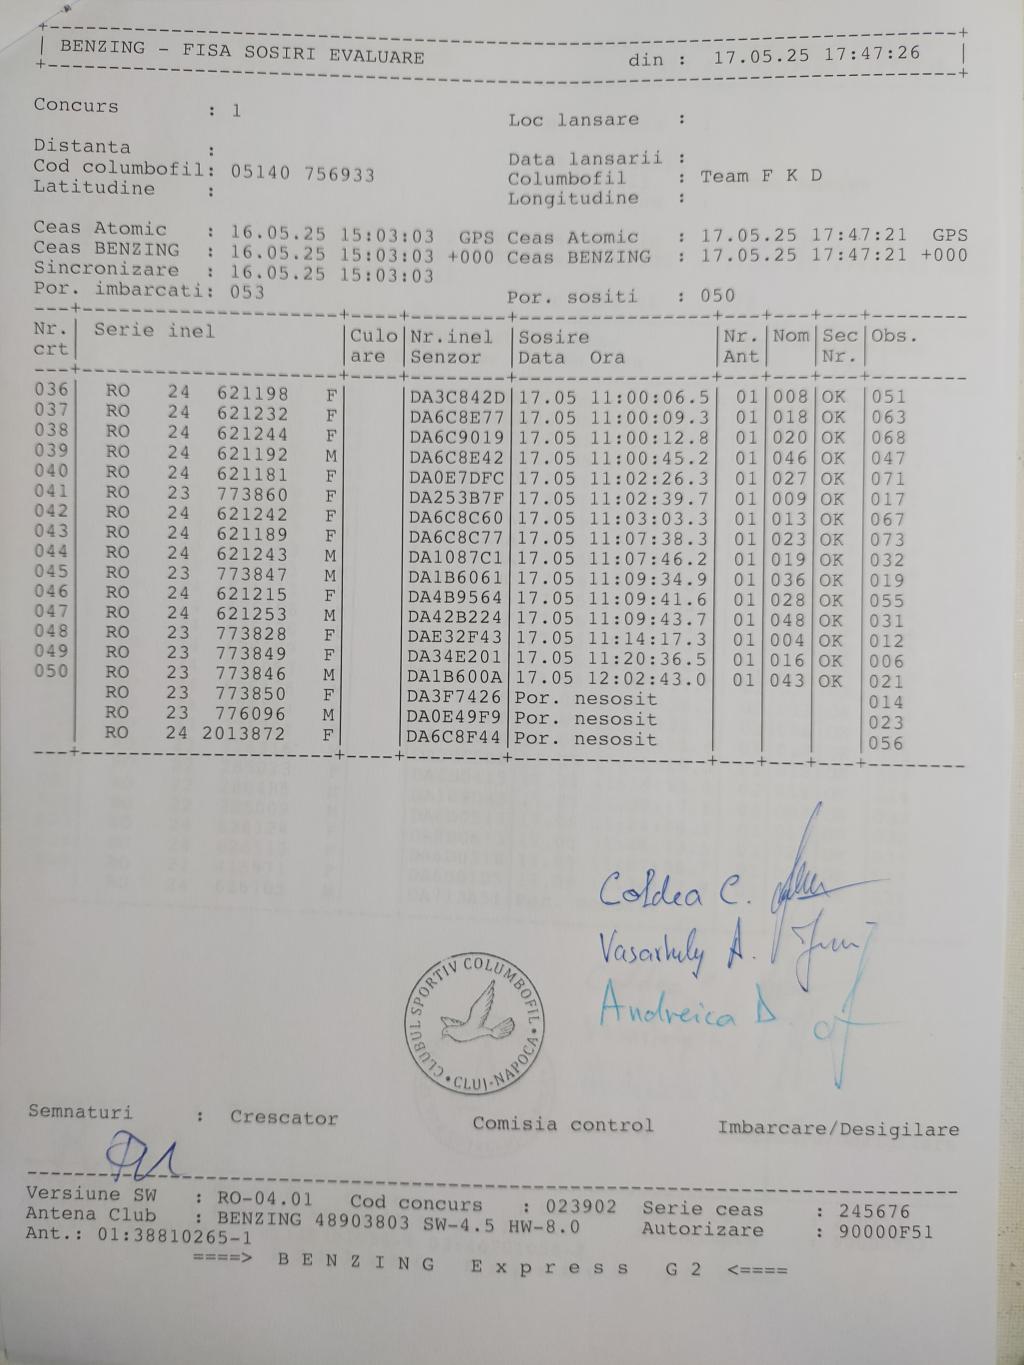 BENZING - FISA SOSIRI EVALUARE din : 17.05.25 17:47:26
Concurs : 1 Loc lansare :
Distanta : Data lansarii :
Cod columbofil: 05140 756933 Columbofil : Team F K D
Latitudine : Longitudine :
Ceas Atomic : 16.05.25 15:03:03 GPS Ceas Atomic : 17.05.25 17:47:21 GPS
Ceas BENZING : 16.05.25 15:03:03 +000 Ceas BENZING : 17.05.25 17:47:21 +000
Sincronizare : 16.05.25 15:03:03
Por. imbarcati: 053 Por. sositi : 050
Nr. Serie inel Culo Nr.inel Sosire Nr. Nom Sec Obs.
crt are Senzor Data Ora Ant Nr.
036 RO 24 621198 F DA3C842D 17.05 11:00:06.5 01 008 OK 051
037 RO 24 621232 F DA6C8E77 17.05 11:00:09.3 01 018 OK 063
038 RO 24 621244 F DA6C9019 17.05 11:00:12.8 01 020 OK 068
039 RO 24 621192 M DA6C8E42 17.05 11:00:45.2 01 046 OK 047
040 RO 24 621181 F DA0E7DFC 17.05 11:02:26.3 01 027 OK 071
041 RO 23 773860 F DA253B7F 17.05 11:02:39.7 01 009 OK 017
042 RO 24 621242 F DA6C8C60 17.05 11:03:03.3 01 013 OK 067
043 RO 24 621189 F DA6C8C77 17.05 11:07:38.3 01 023 OK 073
044 RO 24 621243 M DA1087C1 17.05 11:07:46.2 01 019 OK 032
045 RO 23 773847 M DA1B6061 17.05 11:09:34.9 01 036 OK 019
046 RO 24 621215 F DA4B9564 17.05 11:09:41.6 01 028 OK 055
047 RO 24 621253 M DA42B224 17.05 11:09:43.7 01 048 OK 031
048 RO 23 773828 F DAE32F43 17.05 11:14:17.3 01 004 OK 012
049 RO 23 773849 F DA34E201 17.05 11:20:36.5 01 016 OK 006
050 RO 23 773846 M DA1B600A 17.05 12:02:43.0 01 043 OK 021
RO 23 773850 F DA3F7426 Por. nesosit 014
RO 23 776096 M DA0E49F9 Por. nesosit 023
RO 24 2013872 F DA6C8F44 Por. nesosit 056
Coldea C.
Vasarhely A.
Andreica D.
CLUBUL SPORTIV COLUMBOFIL • CLUJ-NAPOCA •
Semnaturi : Crescator Comisia control Imbarcare/Desigilare
Versiune SW : RO-04.01 Cod concurs : 023902 Serie ceas : 245676
Antena Club : BENZING 48903803 SW-4.5 HW-8.0 Autorizare : 90000F51
Ant.: 01:38810265-1
====> B E N Z I N G E x p r e s s G 2 <====